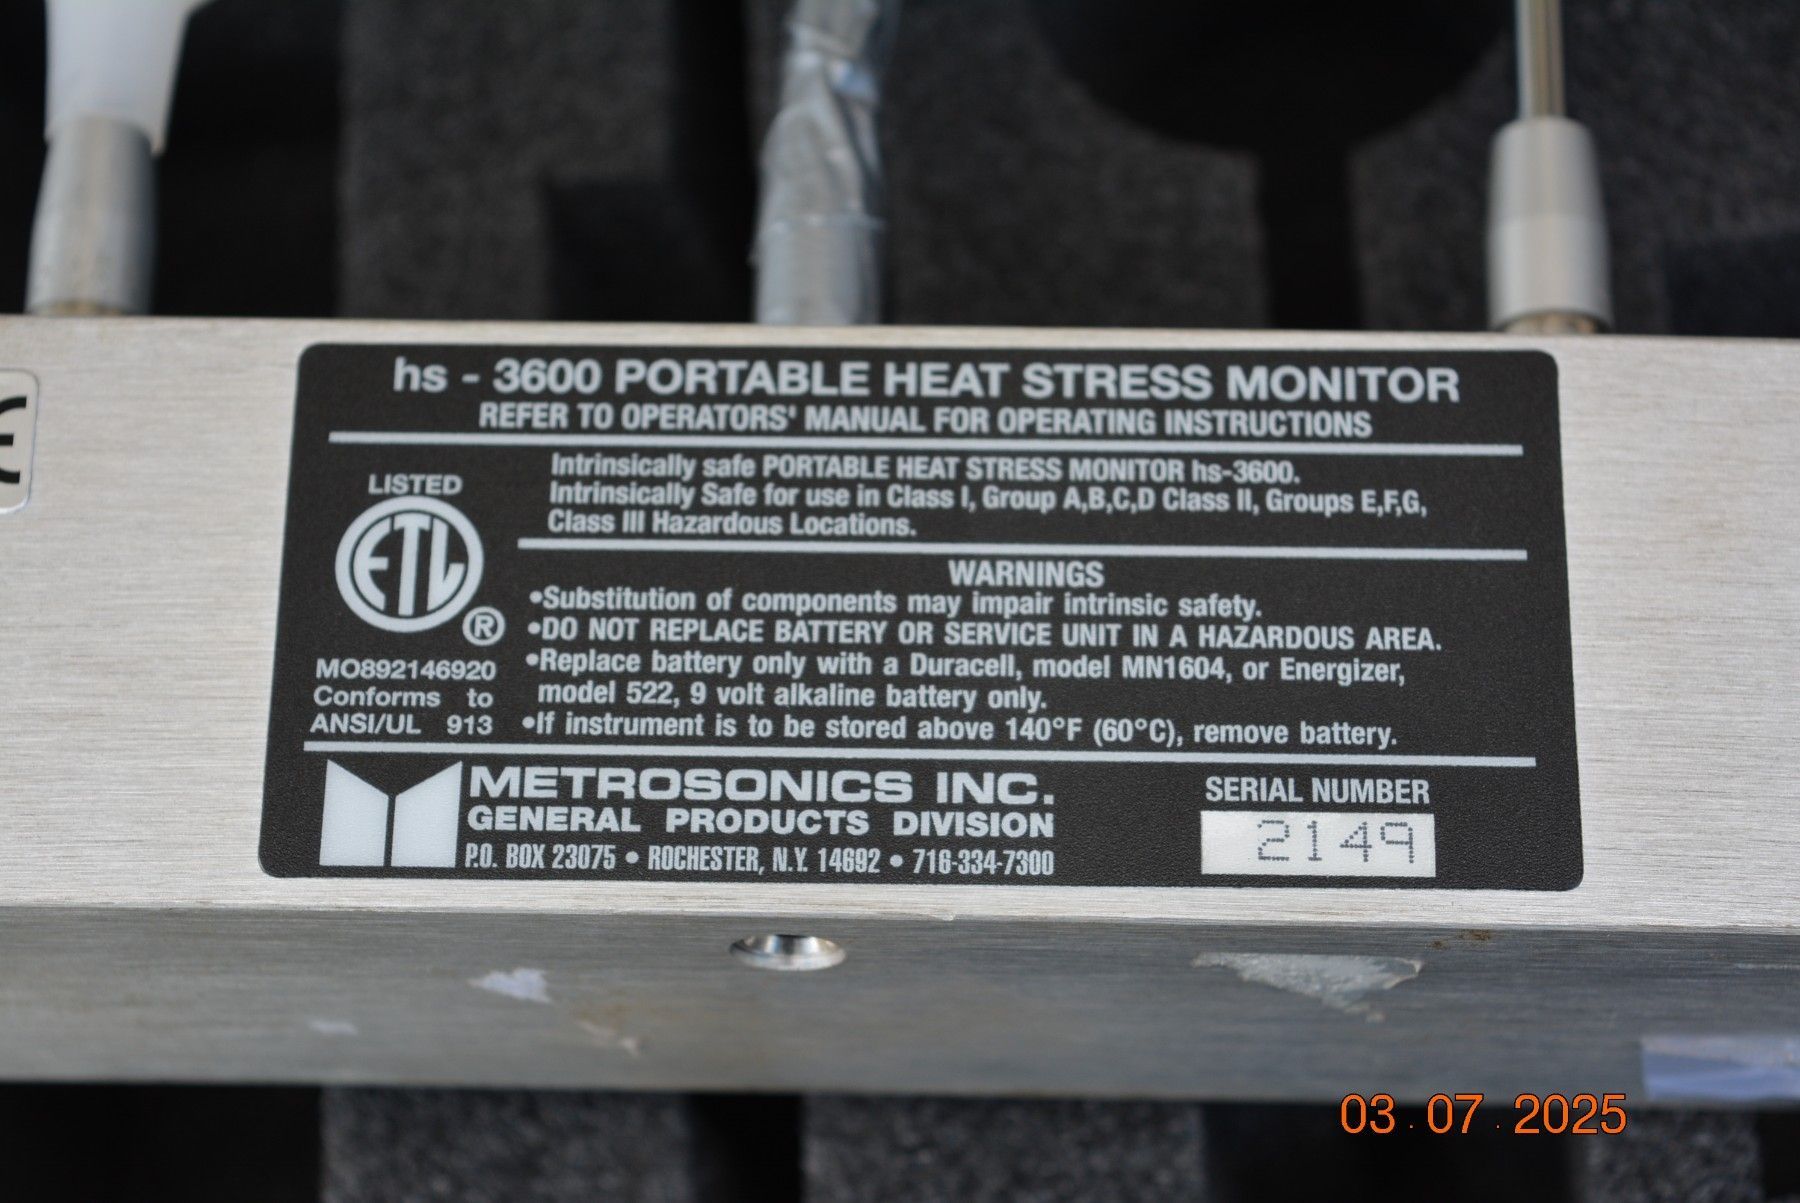 hs - 3600 PORTABLE HEAT STRESS MONITOR
REFER TO OPERATORS' MANUAL FOR OPERATING INSTRUCTIONS
Intrinsically safe PORTABLE HEAT STRESS MONITOR hs-3600.
Intrinsically Safe for use in Class I, Group A,B,C,D Class II, Groups E,F,G,
Class III Hazardous Locations.
LISTED
ETL
®
MO892146920
Conforms to
ANSI/UL 913
WARNINGS
•Substitution of components may impair intrinsic safety.
•DO NOT REPLACE BATTERY OR SERVICE UNIT IN A HAZARDOUS AREA.
•Replace battery only with a Duracell, model MN1604, or Energizer,
model 522, 9 volt alkaline battery only.
•If instrument is to be stored above 140°F (60°C), remove battery.
METROSONICS INC.
GENERAL PRODUCTS DIVISION
P.O. BOX 23075 • ROCHESTER, N.Y. 14692 • 716-334-7300
SERIAL NUMBER
2149
03.07.2025